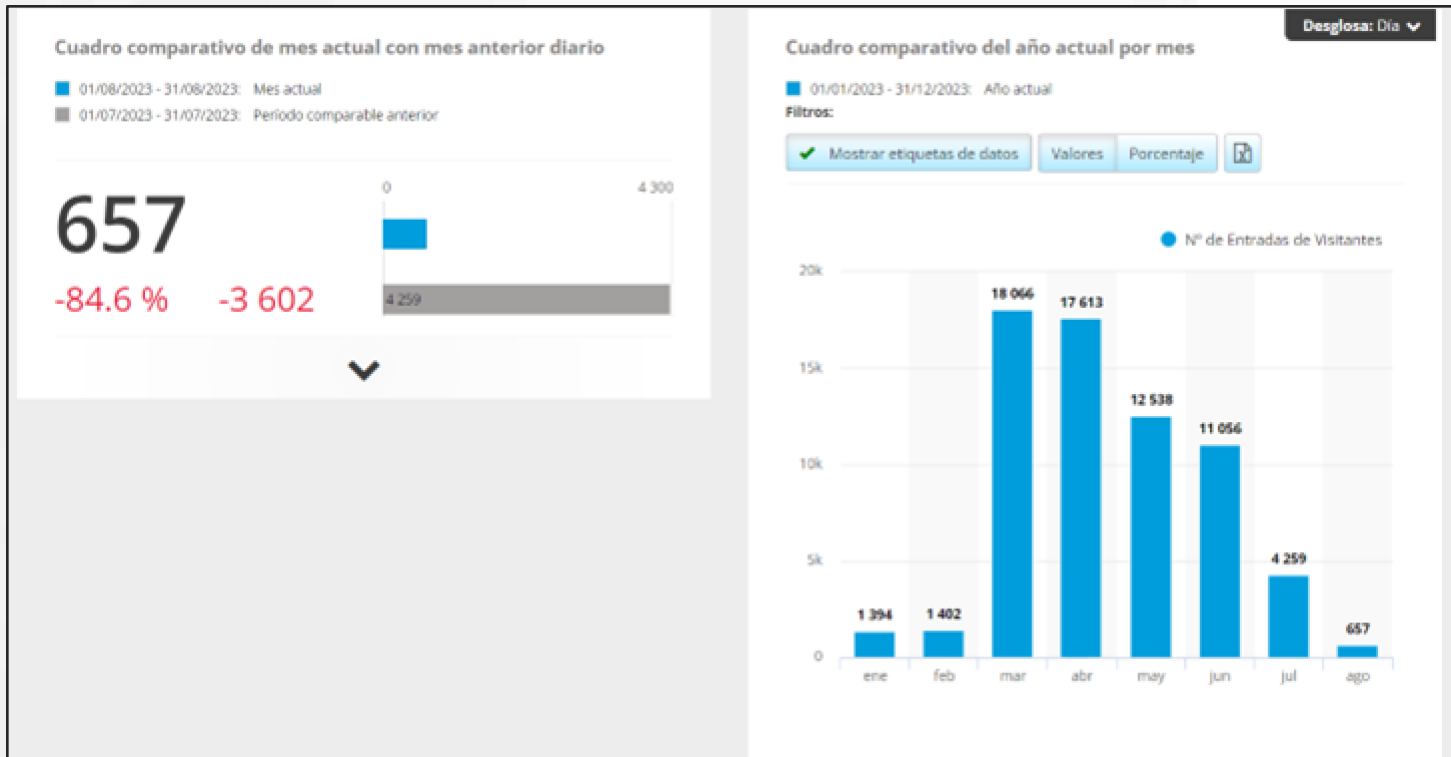 Desglosa: Día
Cuadro comparativo de mes actual con mes anterior diario
01/08/2023 - 31/08/2023: Mes actual
01/07/2023 - 31/07/2023: Período comparable anterior
657
-84.6 % -3 602
0 4 300
4 259
Cuadro comparativo del año actual por mes
01/01/2023 - 31/12/2023: Año actual
Filtros:
Mostrar etiquetas de datos Valores Porcentaje
Nº de Entradas de Visitantes
20k
15k
10k
5k
0
1 394 1 402 18 066 17 613 12 538 11 056 4 259 657
ene feb mar abr may jun jul ago